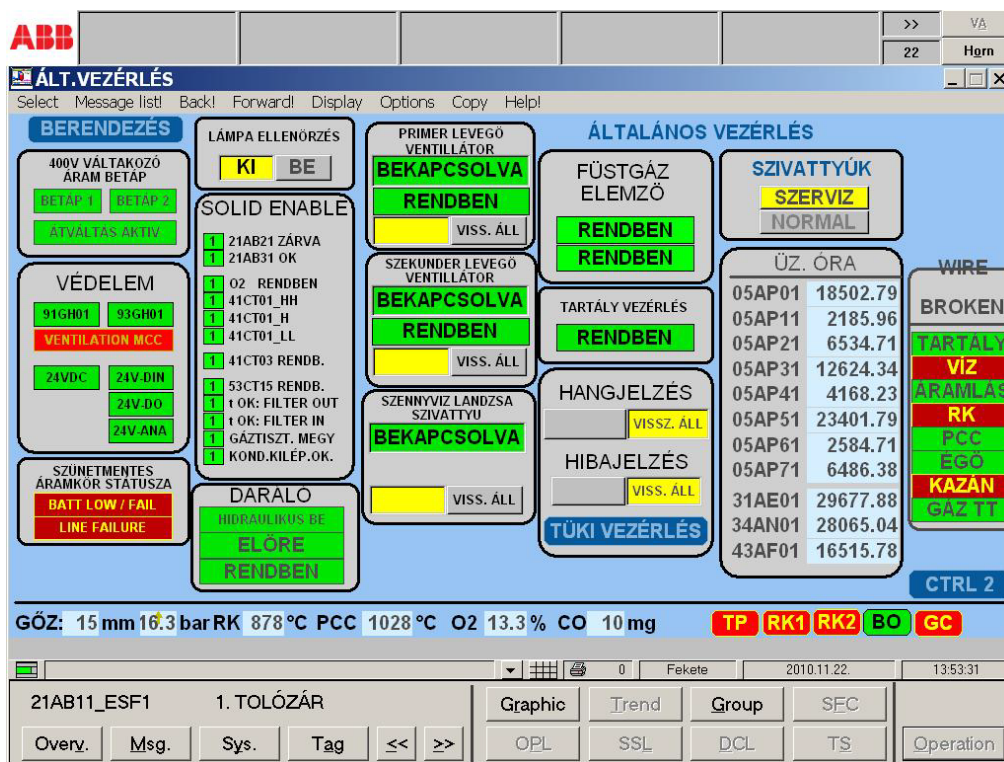 ABB
>>
VA
22
Horn
ÁLT.VEZÉRLÉS
Select Message list! Back! Forward! Display Options Copy Help!
BERENDEZÉS
400V VÁLTAKOZÓ
ÁRAM BETÁP
BETÁP 1 BETÁP 2
ÁTVÁLTÁS AKTIV
VÉDELEM
91GH01 93GH01
VENTILATION MCC
24VDC 24V-DIN
24V-DO
24V-ANA
SZÜNETMENTES
ÁRAMKÖR STÁTUSZA
BATT LOW / FAIL
LINE FAILURE
LÁMPA ELLENÖRZÉS
KI BE
SOLID ENABLE
1 21AB21 ZÁRVA
1 21AB31 OK
1 O2 RENDBEN
1 41CT01_HH
1 41CT01_H
1 41CT01_LL
1 41CT03 RENDB.
1 53CT15 RENDB.
1 t OK: FILTER OUT
1 t OK: FILTER IN
1 GÁZTISZT. MEGY
1 KOND.KILÉP.OK.
DARALÓ
HIDRAULIKUS BE
ELÖRE
RENDBEN
PRIMER LEVEGÖ
VENTILLÁTOR
BEKAPCSOLVA
RENDBEN
VISS. ÁLL
SZEKUNDER LEVEGÖ
VENTILLÁTOR
BEKAPCSOLVA
RENDBEN
VISS. ÁLL
SZENNYVIZ LANDZSA
SZIVATTYU
BEKAPCSOLVA
VISS. ÁLL
ÁLTALÁNOS VEZÉRLÉS
FÜSTGÁZ
ELEMZÖ
RENDBEN
RENDBEN
TARTÁLY VEZÉRLÉS
RENDBEN
HANGJELZÉS
VISSZ. ÁLL
HIBAJELZÉS
VISS. ÁLL
TÜKI VEZÉRLÉS
SZIVATTYÚK
SZERVIZ
NORMAL
ÜZ. ÓRA
05AP01 18502.79
05AP11 2185.96
05AP21 6534.71
05AP31 12624.34
05AP41 4168.23
05AP51 23401.79
05AP61 2584.71
05AP71 6486.38
31AE01 29677.88
34AN01 28065.04
43AF01 16515.78
WIRE
BROKEN
TARTÁLY
VÍZ
ÁRAMLÁS
RK
PCC
ÉGÖ
KAZÁN
GÁZ TT
CTRL 2
GŐZ: 15 mm 16.3 bar RK 878 °C PCC 1028 °C O2 13.3 % CO 10 mg TP RK1 RK2 BO GC
0 Fekete 2010.11.22. 13:53:31
21AB11_ESF1 1. TOLÓZÁR
Graphic Trend Group SFC
Overv. Msg. Sys. Tag << >> OPL SSL DCL TS Operation